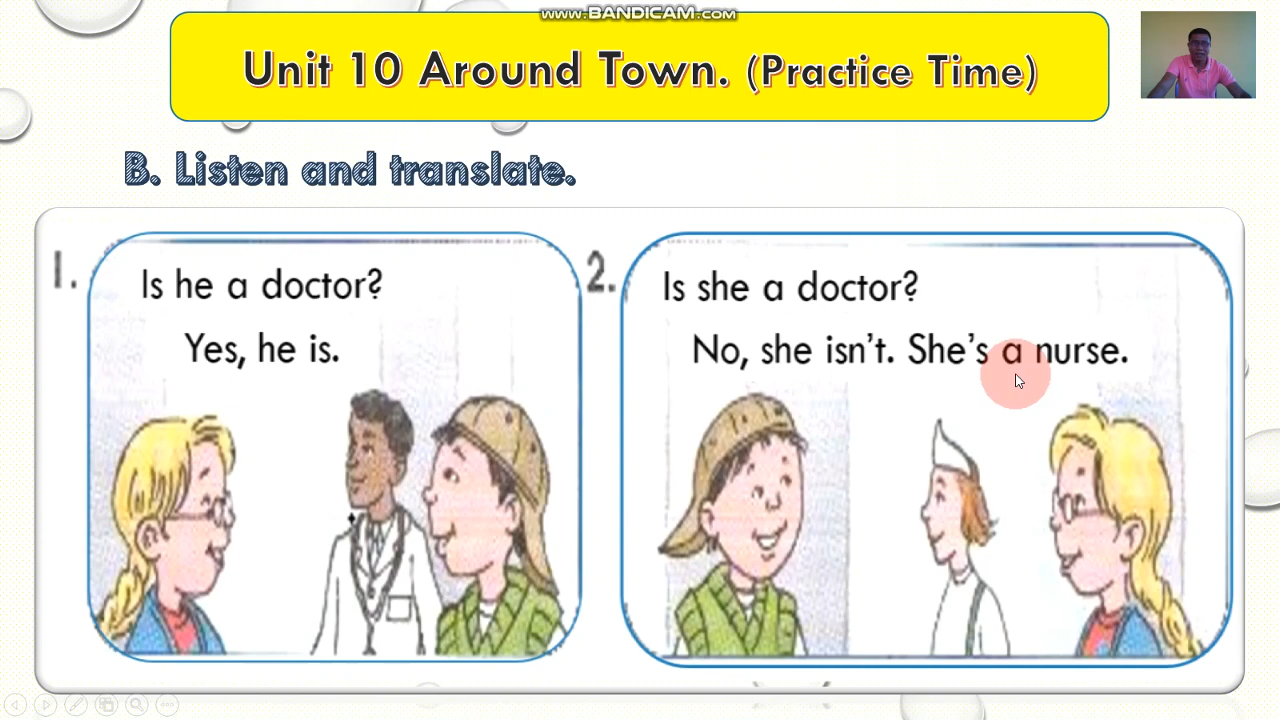 www.BANDICAM.com
Unit 10 Around Town. (Practice Time)
B. Listen and translate.
1.
Is he a doctor?
Yes, he is.
2.
Is she a doctor?
No, she isn't. She's a nurse.